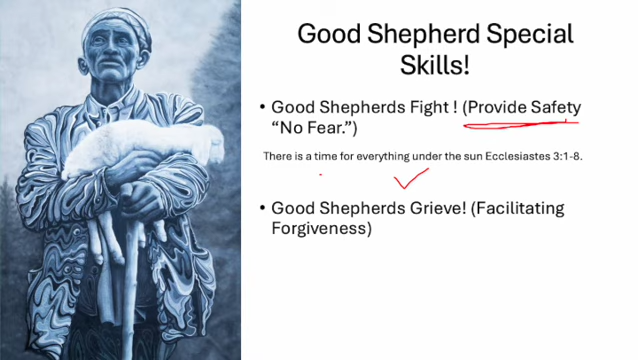 Good Shepherd Special
Skills!
• Good Shepherds Fight ! (Provide Safety
“No Fear.”)
There is a time for everything under the sun Ecclesiastes 3:1-8.
• Good Shepherds Grieve! (Facilitating
Forgiveness)